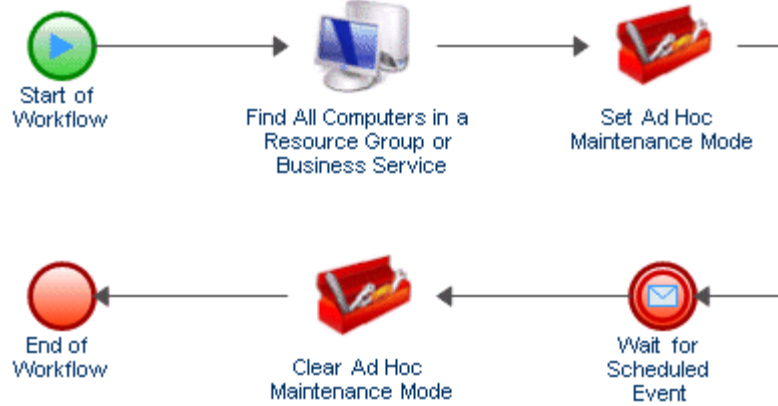 Start of
Workflow
Find All Computers in a
Resource Group or
Business Service
Set Ad Hoc
Maintenance Mode
End of
Workflow
Clear Ad Hoc
Maintenance Mode
Wait for
Scheduled
Event